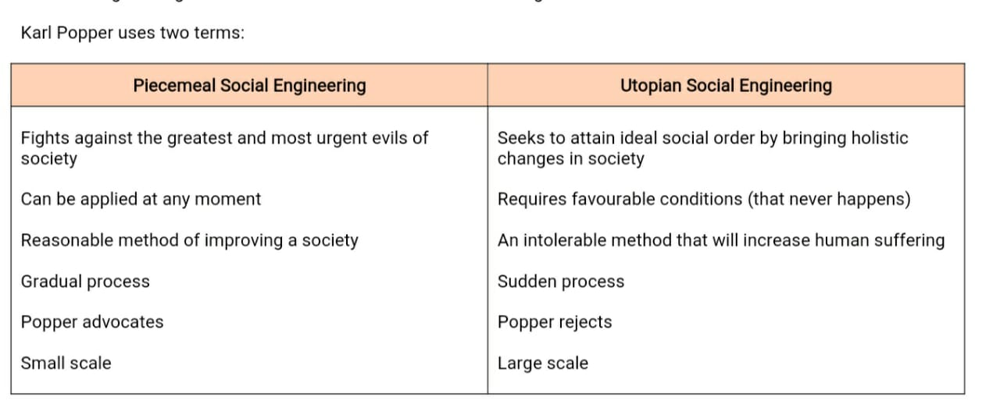 Karl Popper uses two terms:
Piecemeal Social Engineering
Utopian Social Engineering
Fights against the greatest and most urgent evils of
society
Seeks to attain ideal social order by bringing holistic
changes in society
Can be applied at any moment
Requires favourable conditions (that never happens)
Reasonable method of improving a society
An intolerable method that will increase human suffering
Gradual process
Sudden process
Popper advocates
Popper rejects
Small scale
Large scale